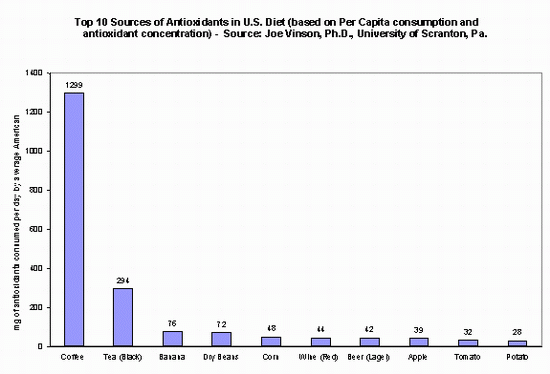 Top 10 Sources of Antioxidants in U.S. Diet (based on Per Capita consumption and
antioxidant concentration) - Source: Joe Vinson, Ph.D., University of Scranton, Pa.
mg of antioxidants consumed per day by average American
1400
1200
1000
800
600
400
200
0
1299
294
76
72
48
44
42
39
32
28
Coffee
Tea (Black)
Banana
Dry Beans
Corn
Wine (Red)
Beer (Lager)
Apple
Tomato
Potato